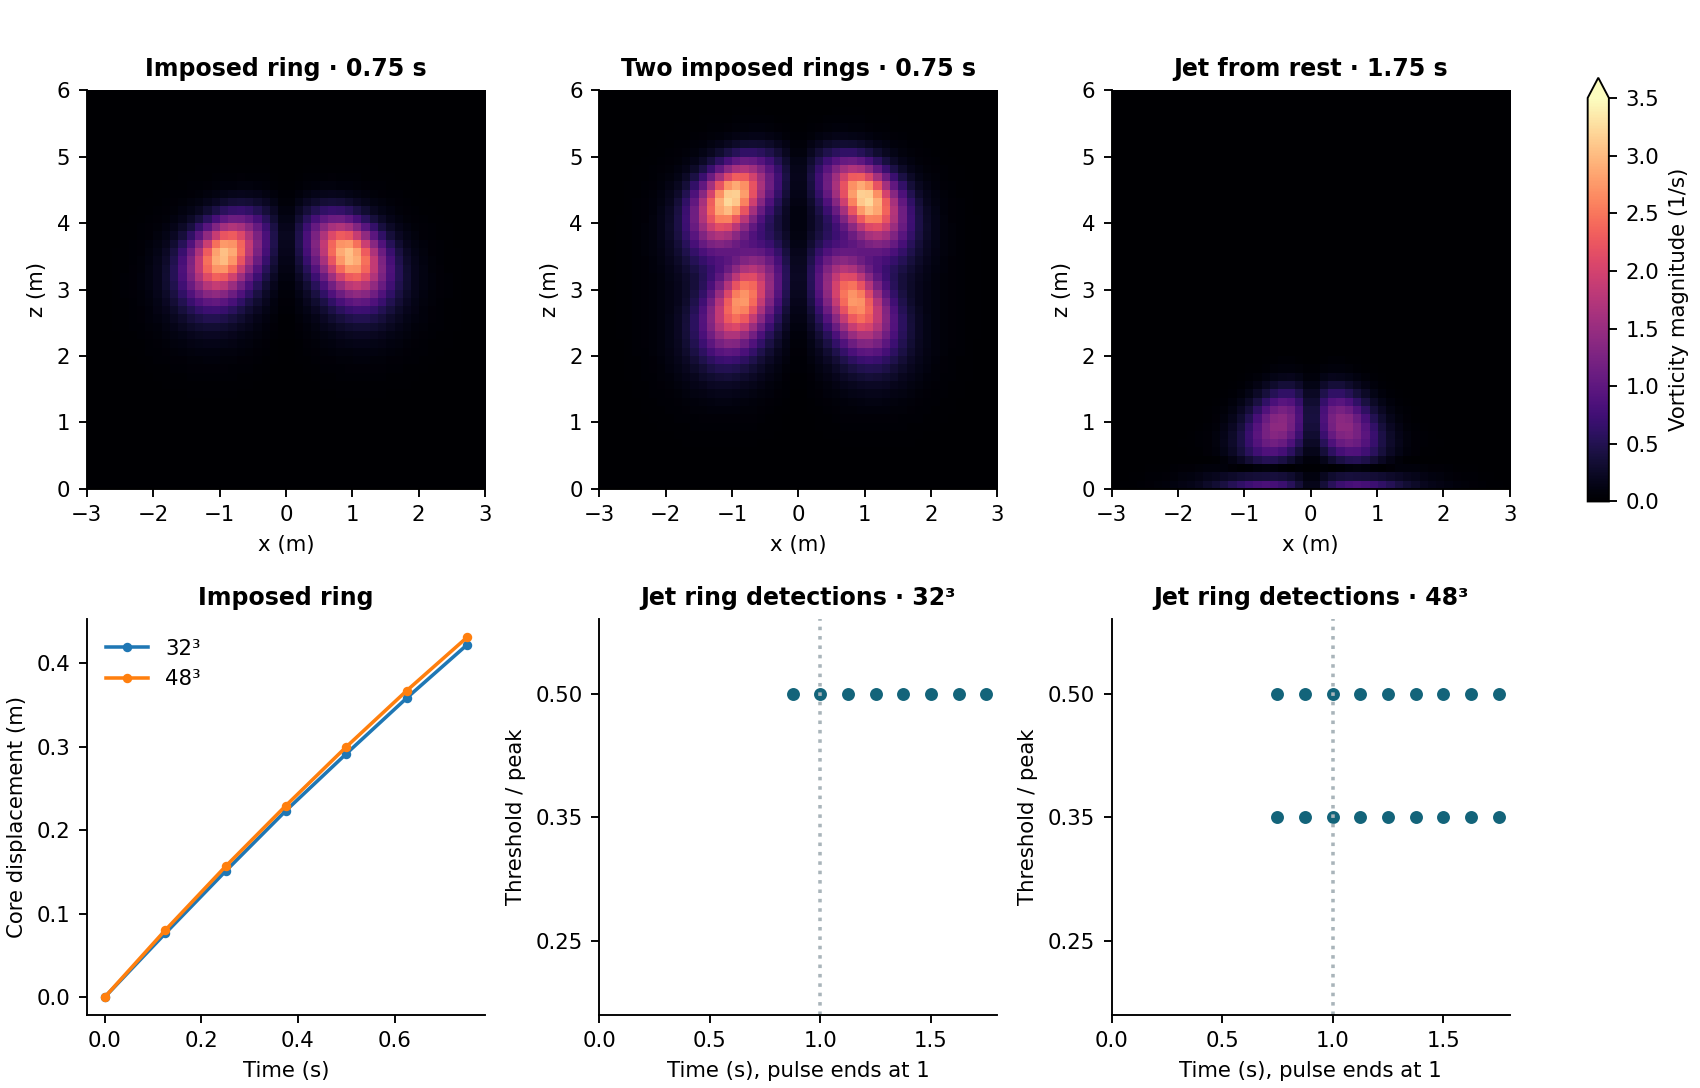 Imposed ring · 0.75 s
Two imposed rings · 0.75 s
Jet from rest · 1.75 s
6
5
4
3
2
1
0
z (m)
−3 −2 −1 0 1 2 3
x (m)
6
5
4
3
2
1
0
z (m)
−3 −2 −1 0 1 2 3
x (m)
6
5
4
3
2
1
0
z (m)
−3 −2 −1 0 1 2 3
x (m)
3.5
3.0
2.5
2.0
1.5
1.0
0.5
0.0
Vorticity magnitude (1/s)
Imposed ring
32³
48³
0.4
0.3
0.2
0.1
0.0
Core displacement (m)
0.0 0.2 0.4 0.6
Time (s)
Jet ring detections · 32³
0.50
0.35
0.25
Threshold / peak
0.0 0.5 1.0 1.5
Time (s), pulse ends at 1
Jet ring detections · 48³
0.50
0.35
0.25
Threshold / peak
0.0 0.5 1.0 1.5
Time (s), pulse ends at 1